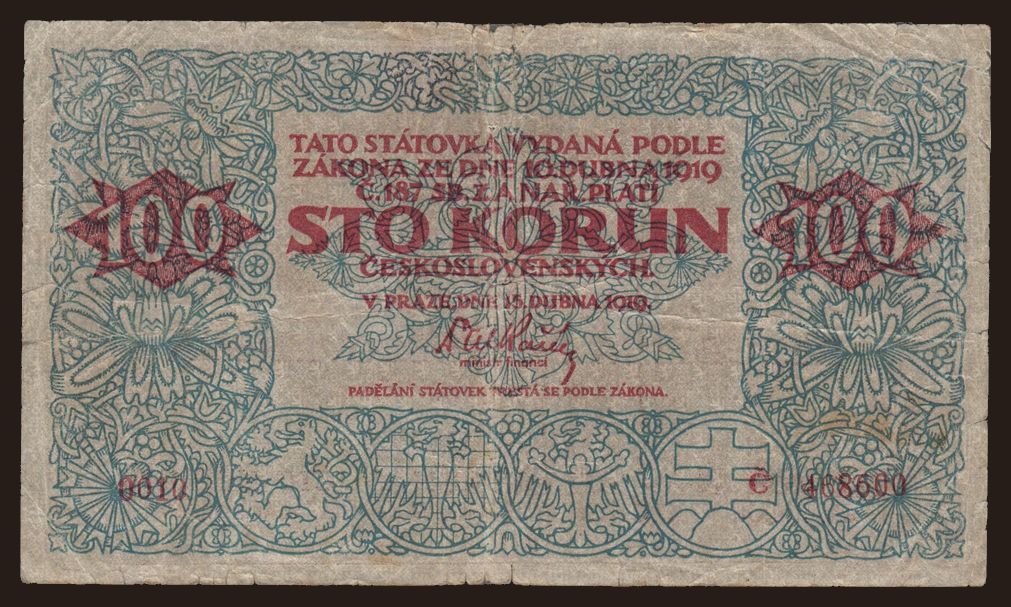 TATO STÁTOVKA VYDANÁ PODLE
ZÁKONA ZE DNE 10. DUBNA 1919
Č. 187 SB. Z. A NAR. PLATÍ
100 STO KORUN 100
ČESKOSLOVENSKÝCH.
V PRAZE DNE 15. DUBNA 1919.
ministr financí
PADĚLÁNÍ STÁTOVEK TRESTÁ SE PODLE ZÁKONA.
0010 Č 468600